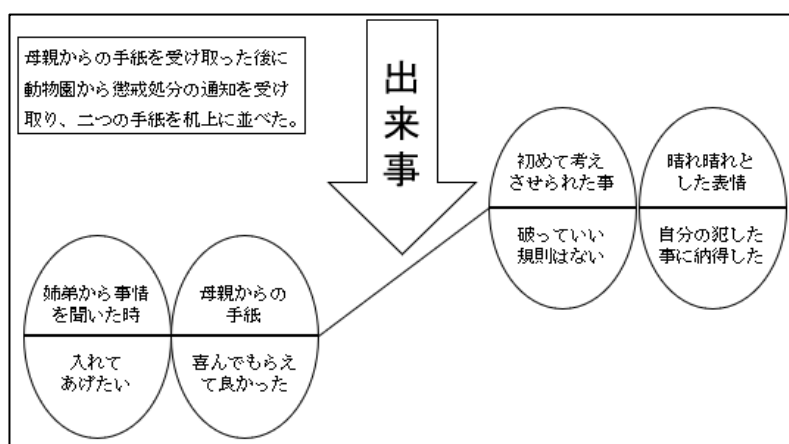 母親からの手紙を受け取った後に
動物園から懲戒処分の通知を受け
取り、二つの手紙を机上に並べた。
出来事
初めて考え
させられた事
破っていい
規則はない
晴れ晴れと
した表情
自分の犯した
事に納得した
姉弟から事情
を聞いた時
入れて
あげたい
母親からの
手紙
喜んでもらえ
て良かった